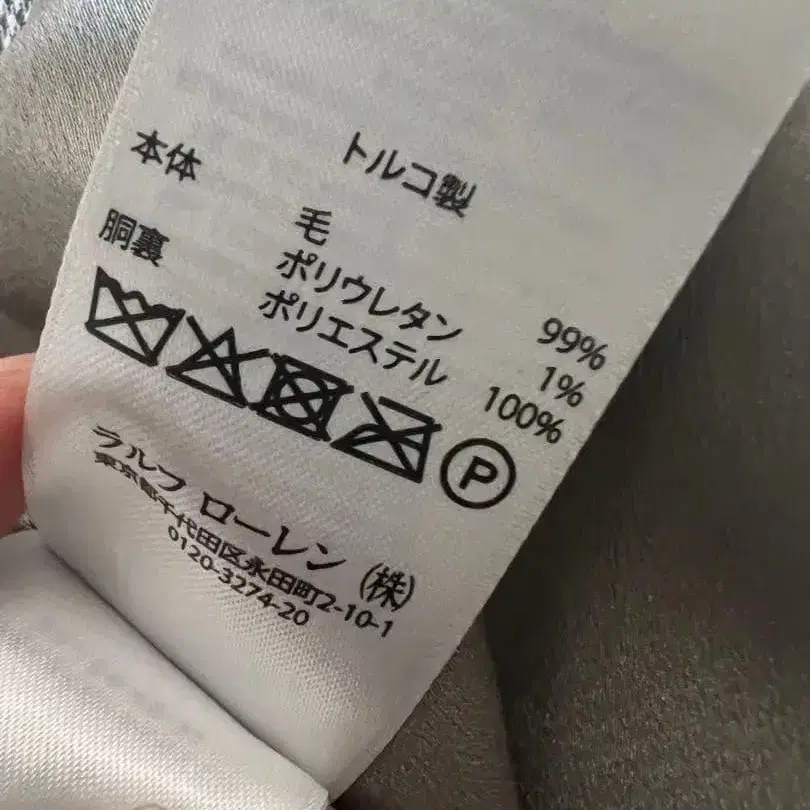 トルコ製
本体 毛 99%
ポリウレタン 1%
胴裏 ポリエステル 100%
P
ラルフ ローレン (株)
東京都千代田区永田町2-10-1
0120-3274-20